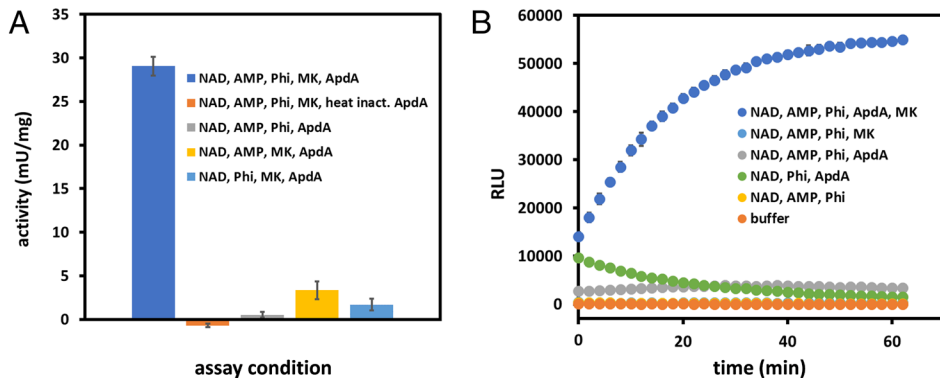 A
activity (mU/mg)
35
30
25
20
15
10
5
0
NAD, AMP, Phi, MK, ApdA
NAD, AMP, Phi, MK, heat inact. ApdA
NAD, AMP, Phi, ApdA
NAD, AMP, MK, ApdA
NAD, Phi, MK, ApdA
assay condition
B
RLU
60000
50000
40000
30000
20000
10000
0
NAD, AMP, Phi, ApdA, MK
NAD, AMP, Phi, MK
NAD, AMP, Phi, ApdA
NAD, Phi, ApdA
NAD, AMP, Phi
buffer
0 20 40 60
time (min)